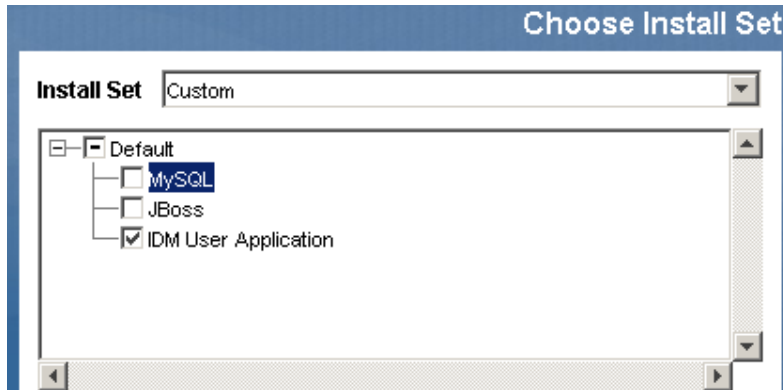 Choose Install Set
Install Set Custom
Default
MySQL
JBoss
IDM User Application